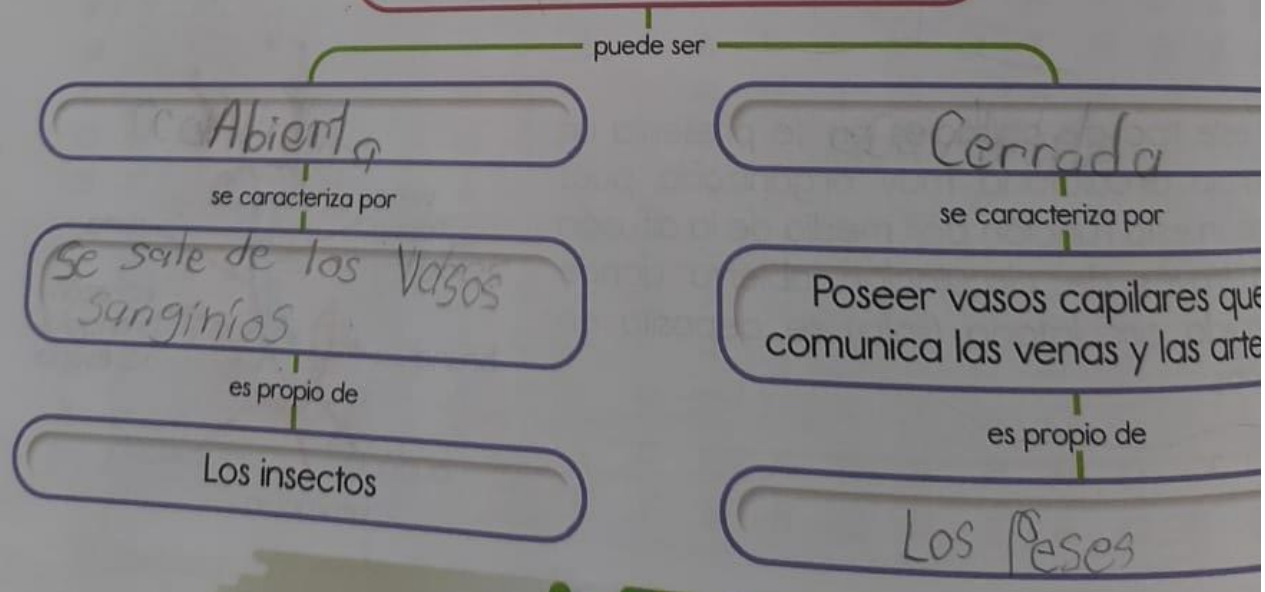 puede ser
Abierta
se caracteriza por
se sale de los Vasos
sanginíos
es propio de
Los insectos
Cerrada
se caracteriza por
Poseer vasos capilares que
comunica las venas y las arte
es propio de
Los Peses